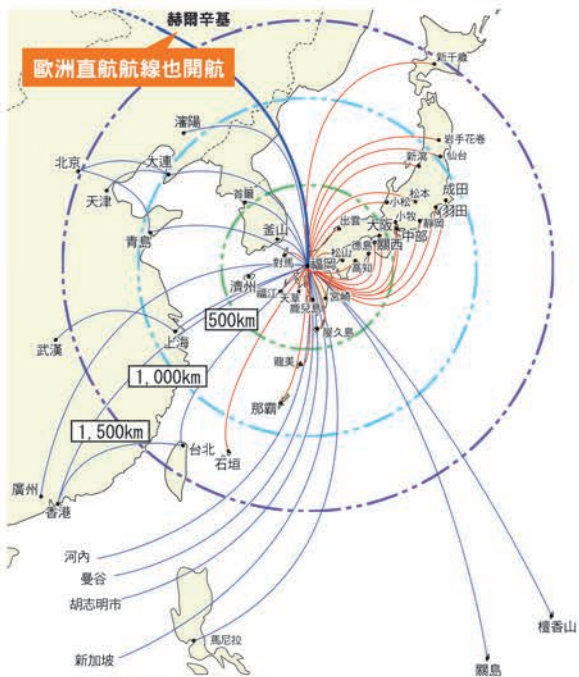 赫爾辛基
歐洲直航航線也開航
新千歲
瀋陽
岩手花卷
仙台
北京
大連
新瀉
天津
首爾
小松
松本
成田
羽田
出雲
大阪
小牧
靜岡
青島
釜山
德島
關西
中部
對馬
福岡
松山
高知
濟州
福江
天草
鹿兒島
宮崎
500km
屋久島
武漢
上海
龍美
1,000km
那霸
1,500km
台北
石垣
廣州
香港
河內
曼谷
胡志明市
馬尼拉
檀香山
新加坡
關島